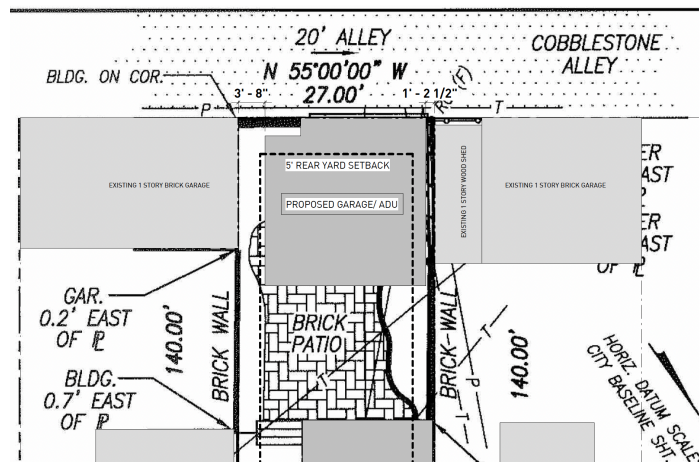 20' ALLEY
COBBLESTONE
ALLEY
BLDG. ON COR.
N 55°00'00" W
3' - 8"
27.00'
1' - 2 1/2"
(F)
P
T
5' REAR YARD SETBACK
PROPOSED GARAGE/ ADU
EXISTING 1 STORY BRICK GARAGE
EXISTING 1 STORY WOOD SHED
EXISTING 1 STORY BRICK GARAGE
ER
AST
ER
AST
OF ⅊
GAR.
0.2' EAST
OF ⅊
140.00'
BRICK WALL
BRICK
PATIO
BRICK-WALL
T
T
P
T
T
140.00'
BLDG.
0.7' EAST
OF ⅊
HORIZ. DATUM SCALE
CITY BASELINE SHT.